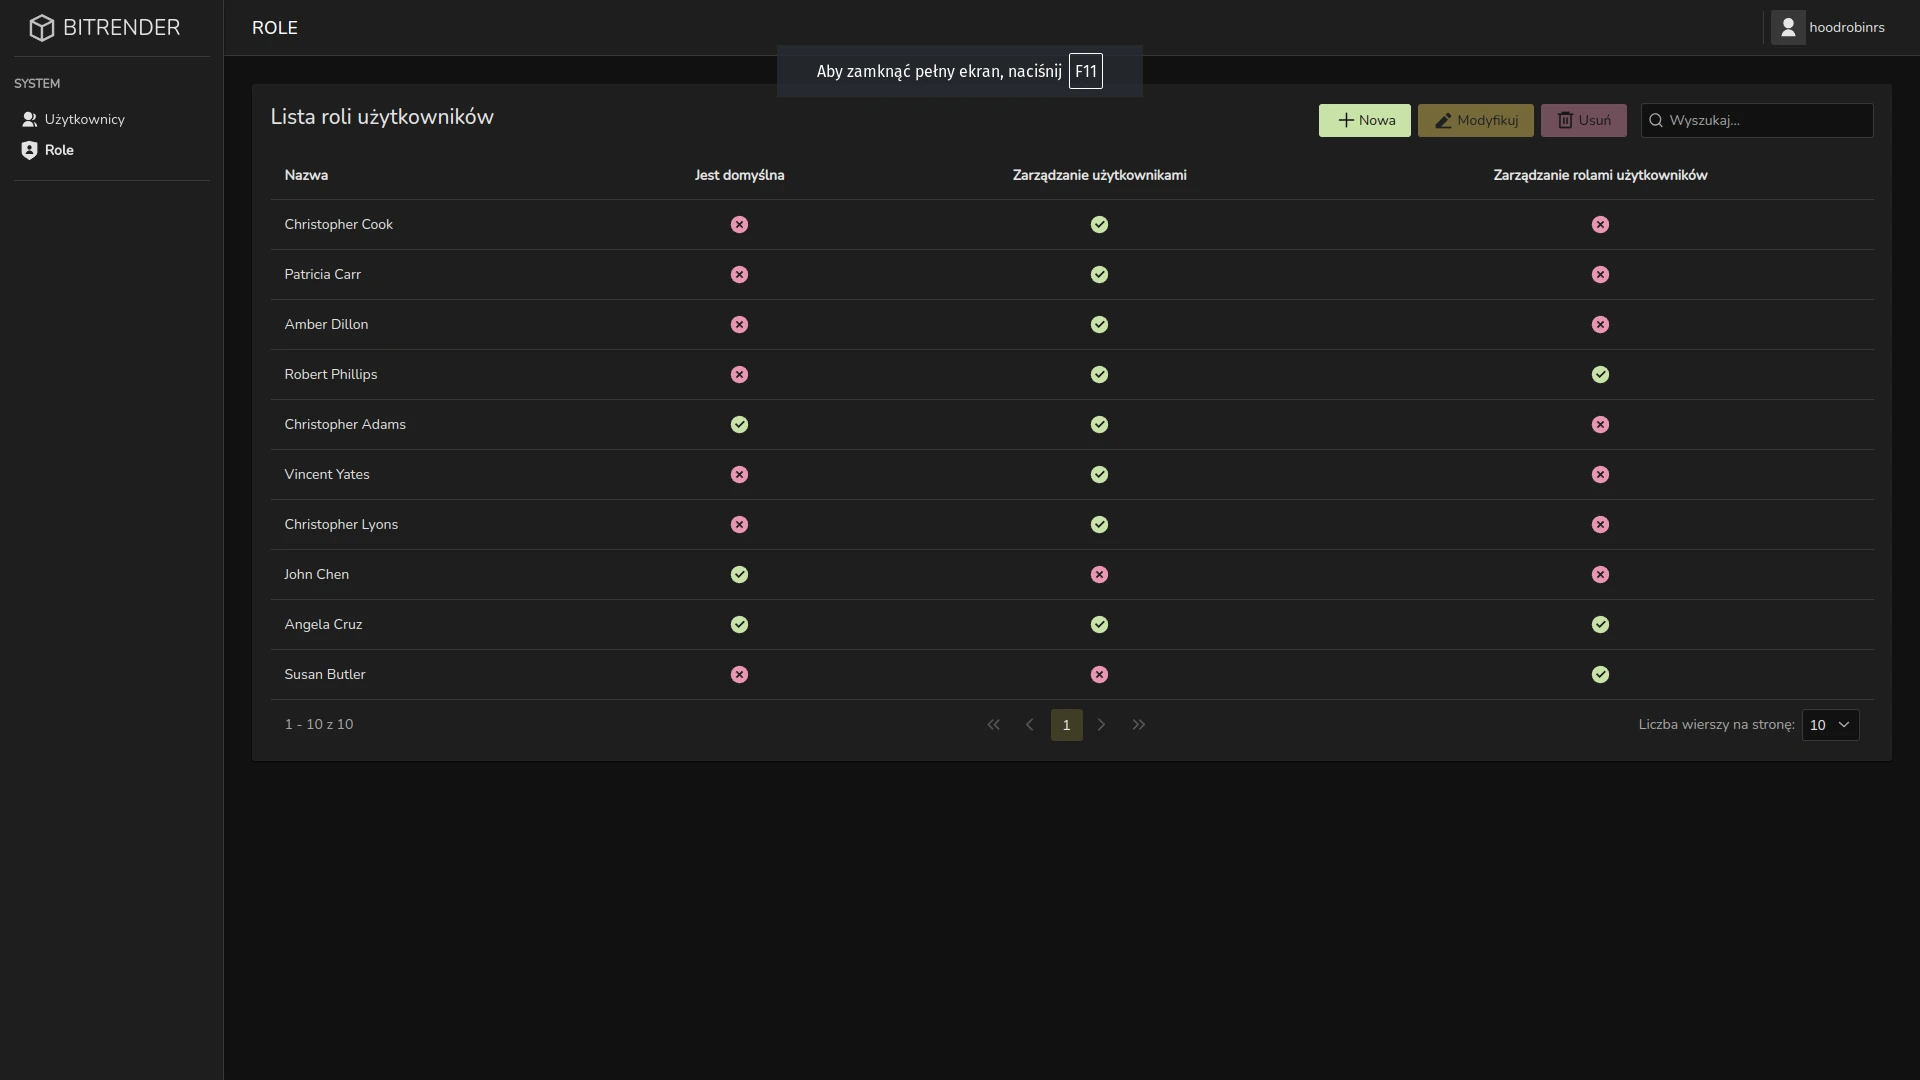 BITRENDER
ROLE
hoodrobinrs
Aby zamknąć pełny ekran, naciśnij F11
SYSTEM
Użytkownicy
Role
Lista roli użytkowników
Nowa
Modyfikuj
Usuń
Wyszukaj...
Nazwa Jest domyślna Zarządzanie użytkownikami Zarządzanie rolami użytkowników
Christopher Cook
Patricia Carr
Amber Dillon
Robert Phillips
Christopher Adams
Vincent Yates
Christopher Lyons
John Chen
Angela Cruz
Susan Butler
1 - 10 z 10
1
Liczba wierszy na stronę: 10